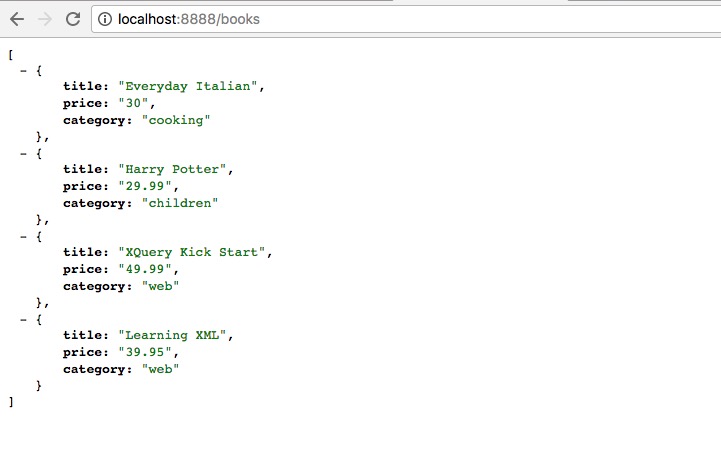 localhost:8888/books
[
- {
title: "Everyday Italian",
price: "30",
category: "cooking"
},
- {
title: "Harry Potter",
price: "29.99",
category: "children"
},
- {
title: "XQuery Kick Start",
price: "49.99",
category: "web"
},
- {
title: "Learning XML",
price: "39.95",
category: "web"
}
]